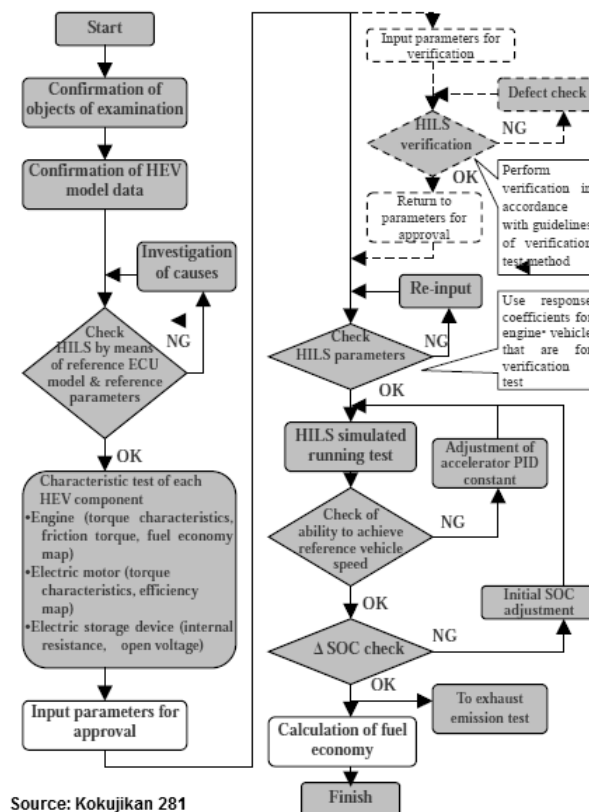 Start
Confirmation of
objects of examination
Confirmation of HEV
model data
Investigation
of causes
NG
Check
HILS by means
of reference ECU
model & reference
parameters
OK
Characteristic test of each
HEV component
•Engine (torque characteristics,
friction torque, fuel economy
map)
•Electric motor (torque
characteristics, efficiency
map)
•Electric storage device (internal
resistance, open voltage)
Input parameters for
approval
Input parameters for
verification
Defect check
NG
HILS
verification
OK
Return to
parameters for
approval
Perform
verification in
accordance
with guidelines
of verification
test method
Re-input
NG
Check
HILS parameters
OK
Use response
coefficients for
engine• vehicle
that are for
verification
test
HILS simulated
running test
Adjustment of
accelerator PID
constant
NG
Check of
ability to achieve
reference vehicle
speed
OK
Initial SOC
adjustment
NG
Δ SOC check
OK
To exhaust
emission test
Calculation of fuel
economy
Finish
Source: Kokujikan 281